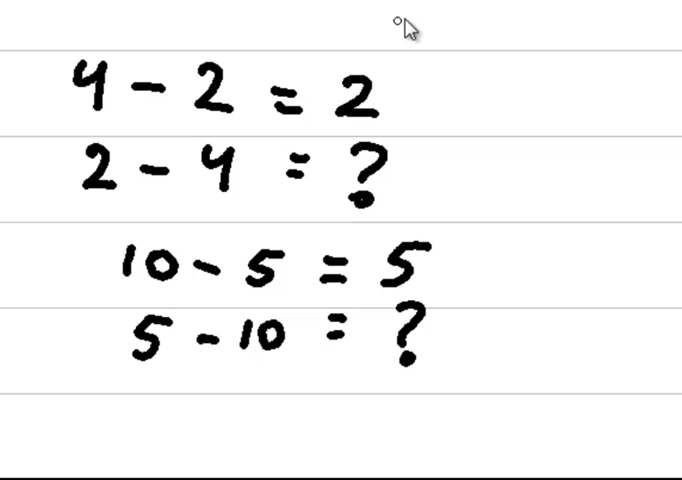 4 - 2 = 2
2 - 4 = ?
10 - 5 = 5
5 - 10 = ?